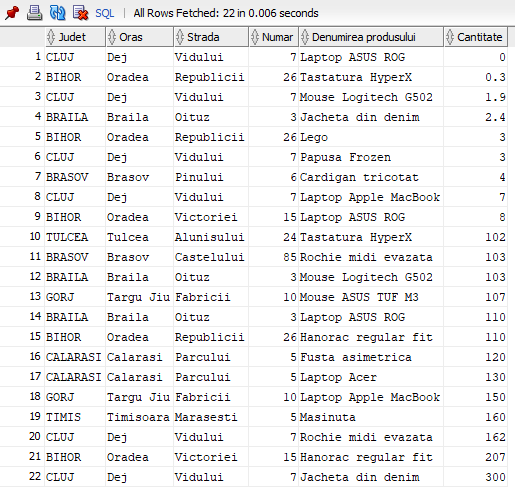 SQL | All Rows Fetched: 22 in 0.006 seconds
Judet Oras Strada Numar Denumirea produsului Cantitate
1 CLUJ Dej Vidului 7 Laptop ASUS ROG 0
2 BIHOR Oradea Republicii 26 Tastatura HyperX 0.3
3 CLUJ Dej Vidului 7 Mouse Logitech G502 1.9
4 BRAILA Braila Oituz 3 Jacheta din denim 2.4
5 BIHOR Oradea Republicii 26 Lego 3
6 CLUJ Dej Vidului 7 Papusa Frozen 3
7 BRASOV Brasov Pinului 6 Cardigan tricotat 4
8 CLUJ Dej Vidului 7 Laptop Apple MacBook 7
9 BIHOR Oradea Victoriei 15 Laptop ASUS ROG 8
10 TULCEA Tulcea Alunisului 24 Tastatura HyperX 102
11 BRASOV Brasov Castelului 85 Rochie midi evazata 103
12 BRAILA Braila Oituz 3 Mouse Logitech G502 103
13 GORJ Targu Jiu Fabricii 10 Mouse ASUS TUF M3 107
14 BRAILA Braila Oituz 3 Laptop ASUS ROG 110
15 BIHOR Oradea Republicii 26 Hanorac regular fit 110
16 CALARASI Calarasi Parcului 5 Fusta asimetrica 120
17 CALARASI Calarasi Parcului 5 Laptop Acer 130
18 GORJ Targu Jiu Fabricii 10 Laptop Apple MacBook 150
19 TIMIS Timisoara Marasesti 5 Masinuta 160
20 CLUJ Dej Vidului 7 Rochie midi evazata 162
21 BIHOR Oradea Victoriei 15 Hanorac regular fit 207
22 CLUJ Dej Vidului 7 Jacheta din denim 300